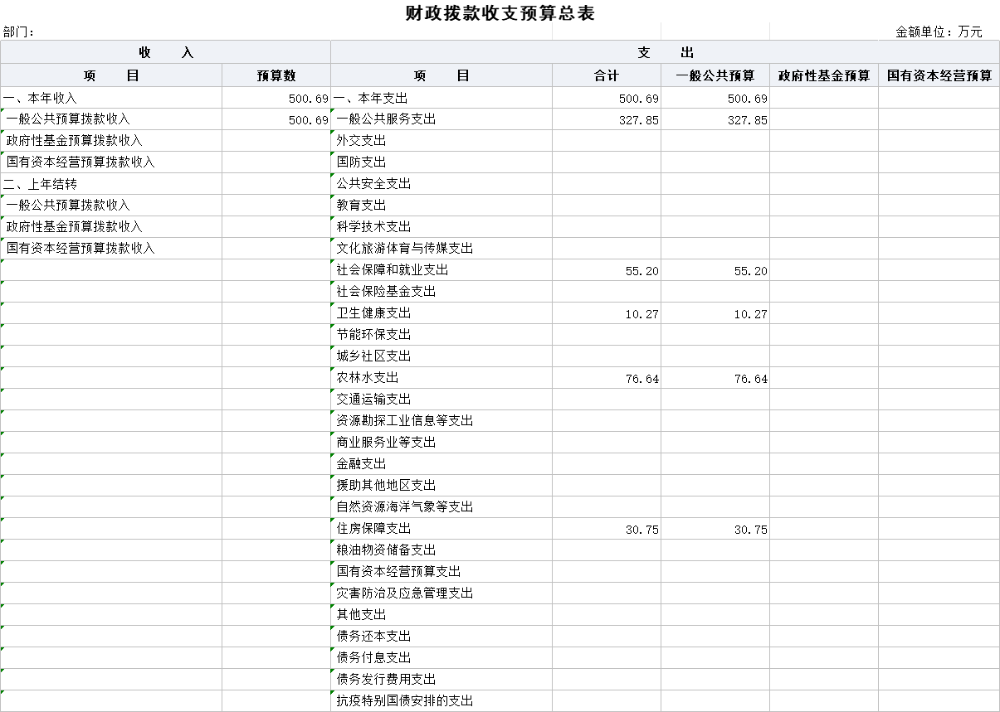 财政拨款收支预算总表
部门: 金额单位：万元
收 入 支 出
项 目 预算数 项 目 合计 一般公共预算 政府性基金预算 国有资本经营预算
一、本年收入 500.69 一、本年支出 500.69 500.69
一般公共预算拨款收入 500.69 一般公共服务支出 327.85 327.85
政府性基金预算拨款收入 外交支出
国有资本经营预算拨款收入 国防支出
二、上年结转 公共安全支出
一般公共预算拨款收入 教育支出
政府性基金预算拨款收入 科学技术支出
国有资本经营预算拨款收入 文化旅游体育与传媒支出
社会保障和就业支出 55.20 55.20
社会保险基金支出
卫生健康支出 10.27 10.27
节能环保支出
城乡社区支出
农林水支出 76.64 76.64
交通运输支出
资源勘探工业信息等支出
商业服务业等支出
金融支出
援助其他地区支出
自然资源海洋气象等支出
住房保障支出 30.75 30.75
粮油物资储备支出
国有资本经营预算支出
灾害防治及应急管理支出
其他支出
债务还本支出
债务付息支出
债务发行费用支出
抗疫特别国债安排的支出